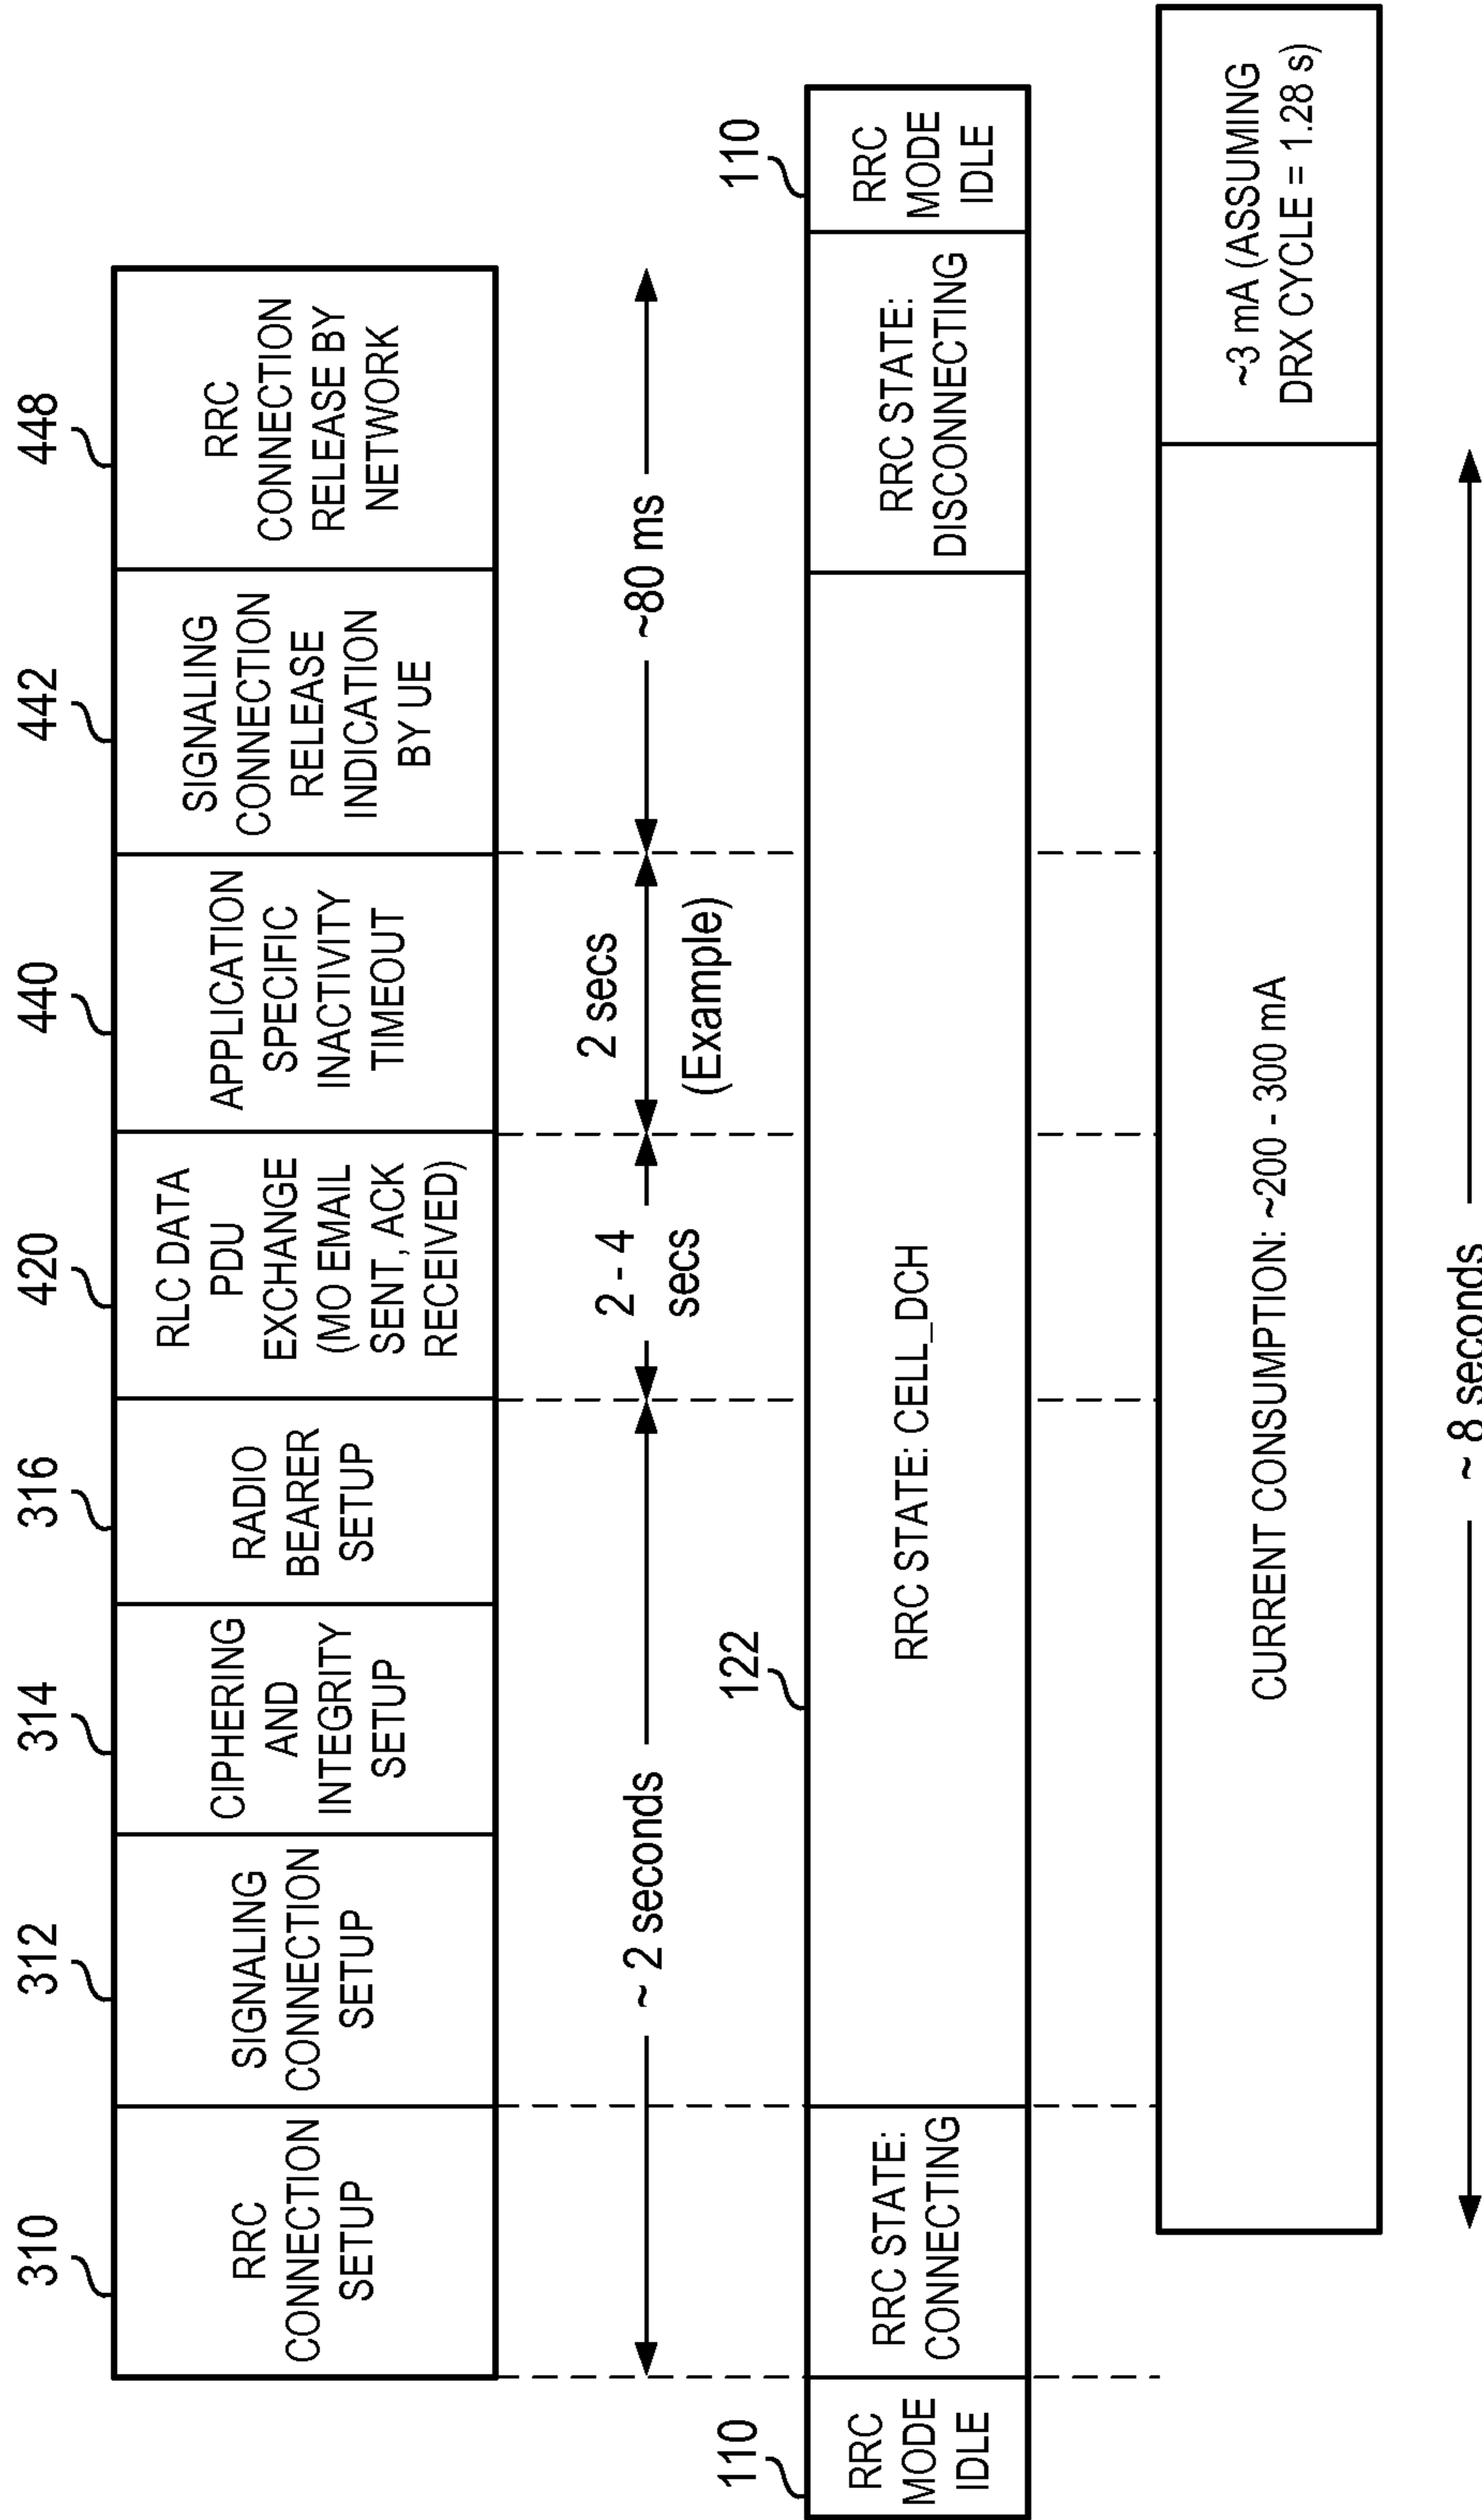 310
312
314
316
420
440
442
448
RRC
CONNECTION
SETUP
SIGNALING
CONNECTION
SETUP
CIPHERING
AND
INTEGRITY
SETUP
RADIO
BEARER
SETUP
RLC DATA
PDU
EXCHANGE
(MO EMAIL
SENT, ACK
RECEIVED)
APPLICATION
SPECIFIC
INACTIVITY
TIMEOUT
SIGNALING
CONNECTION
RELEASE
INDICATION
BY UE
RRC
CONNECTION
RELEASE BY
NETWORK
~ 2 seconds
2 - 4
secs
2 secs
(Example)
~80 ms
110
122
110
RRC
MODE
IDLE
RRC STATE:
CONNECTING
RRC STATE: CELL_DCH
RRC STATE:
DISCONNECTING
RRC
MODE
IDLE
CURRENT CONSUMPTION: ~200 - 300 mA
~3 mA (ASSUMING
DRX CYCLE = 1.28 s)
~ 8 seconds